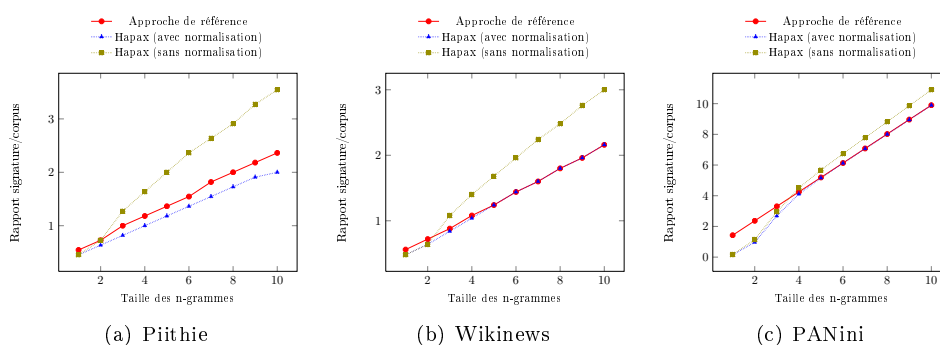 Approche de référence
Hapax (avec normalisation)
Hapax (sans normalisation)
3
2
1
2 4 6 8 10
Rapport signature/corpus
Taille des n-grammes
(a) Piithie
Approche de référence
Hapax (avec normalisation)
Hapax (sans normalisation)
3
2
1
2 4 6 8 10
Rapport signature/corpus
Taille des n-grammes
(b) Wikinews
Approche de référence
Hapax (avec normalisation)
Hapax (sans normalisation)
10
8
6
4
2
0
2 4 6 8 10
Rapport signature/corpus
Taille des n-grammes
(c) PANini